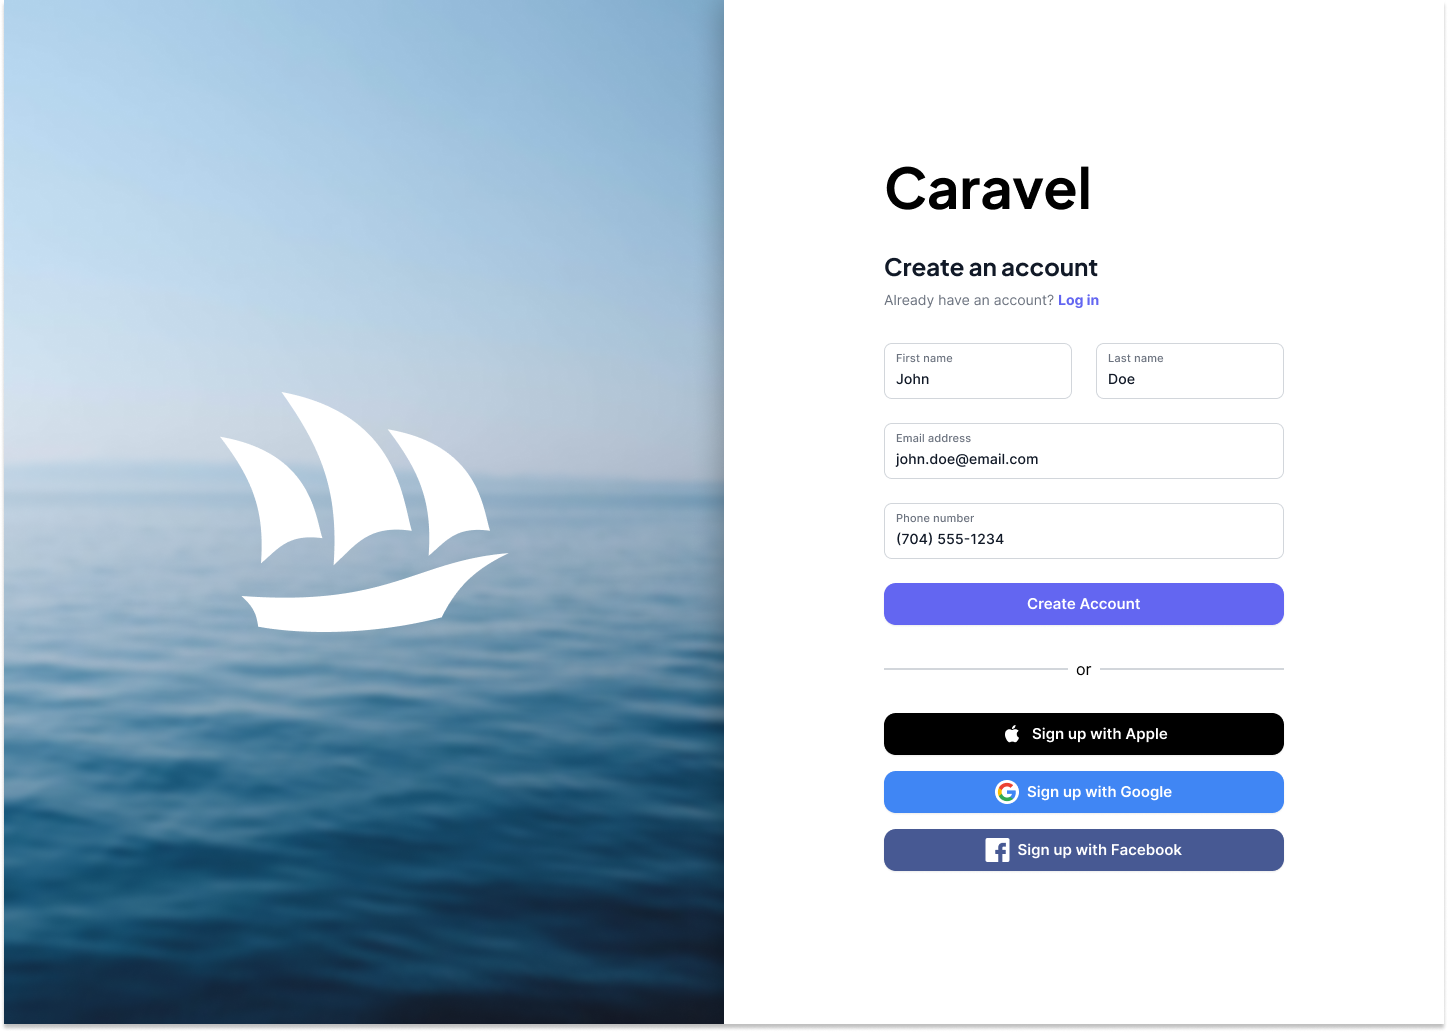 Caravel
Create an account
Already have an account? Log in
First name
John
Last name
Doe
Email address
john.doe@email.com
Phone number
(704) 555-1234
Create Account
or
Sign up with Apple
Sign up with Google
Sign up with Facebook